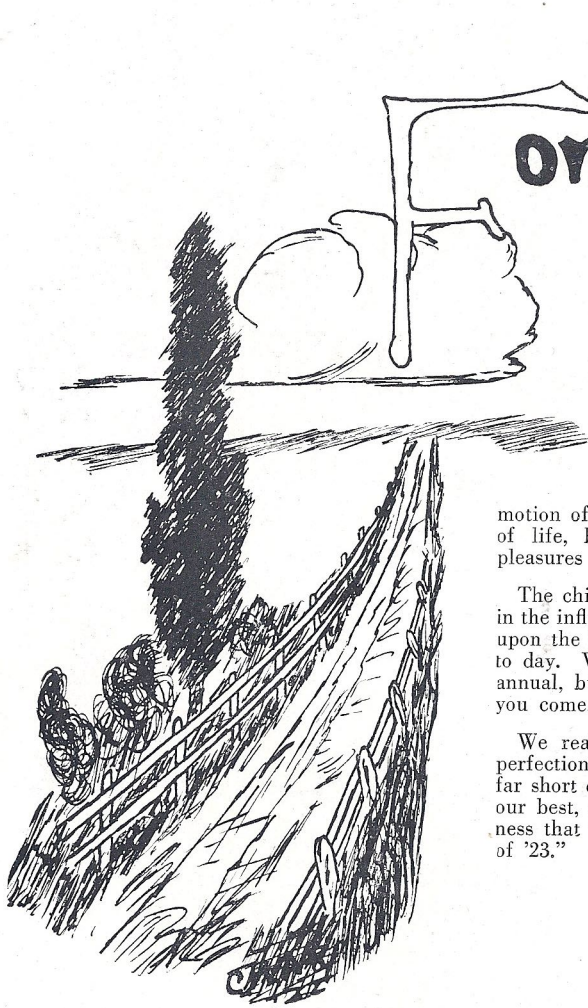 For
motion of
of life,
pleasures
The chi
in the infl
upon the
to day.
annual, b
you come
We rea
perfection
far short
our best,
ness that
of '23."